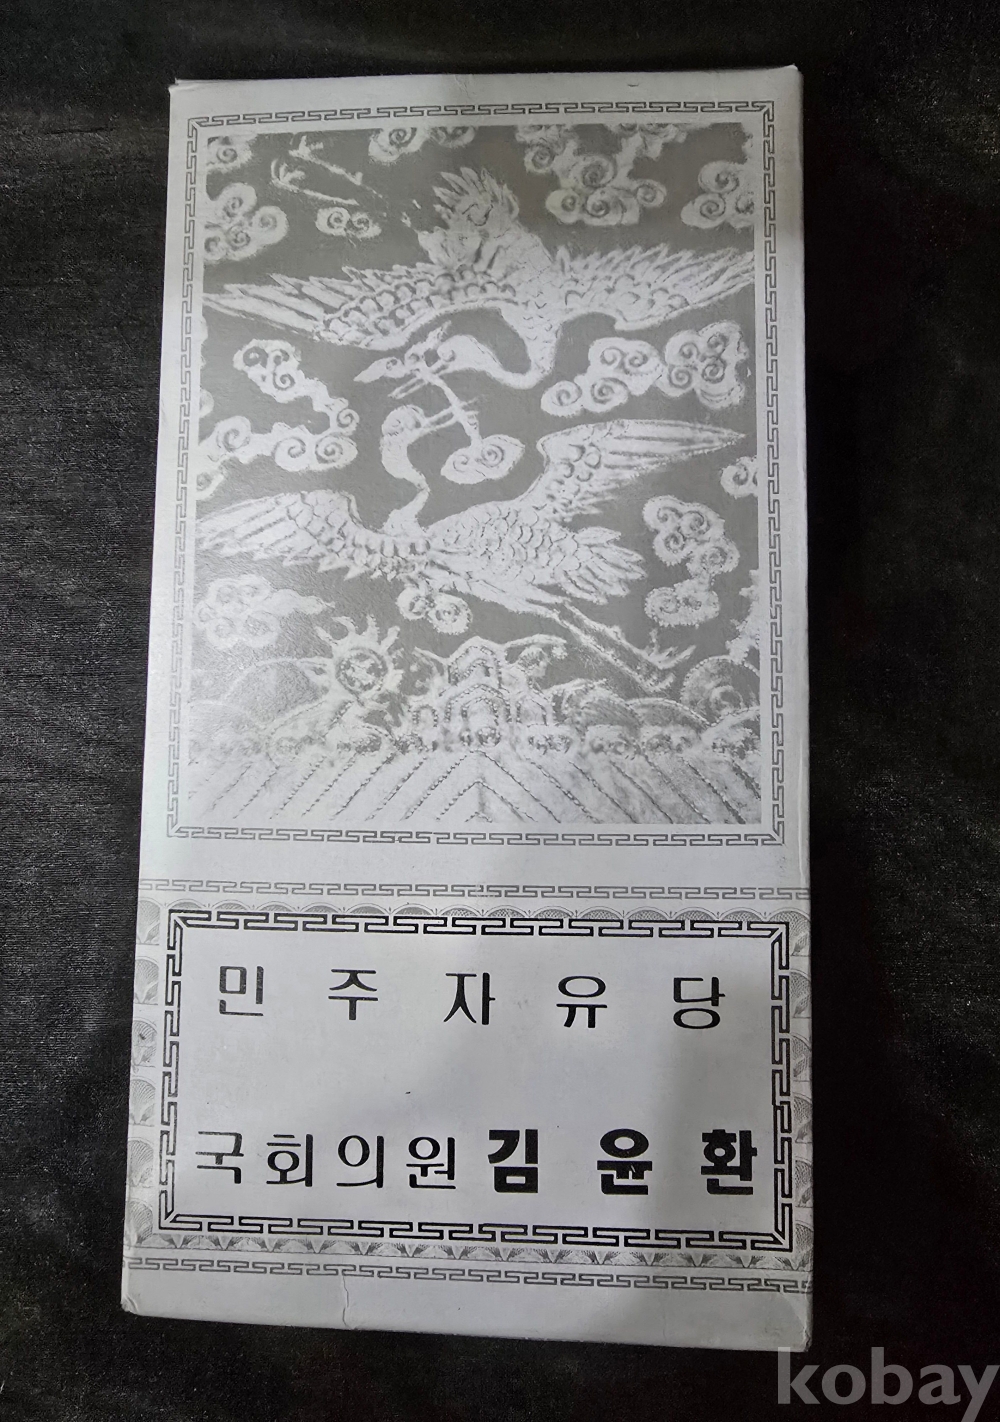 민 주 자 유 당
국회의원 김 윤 환
kobay